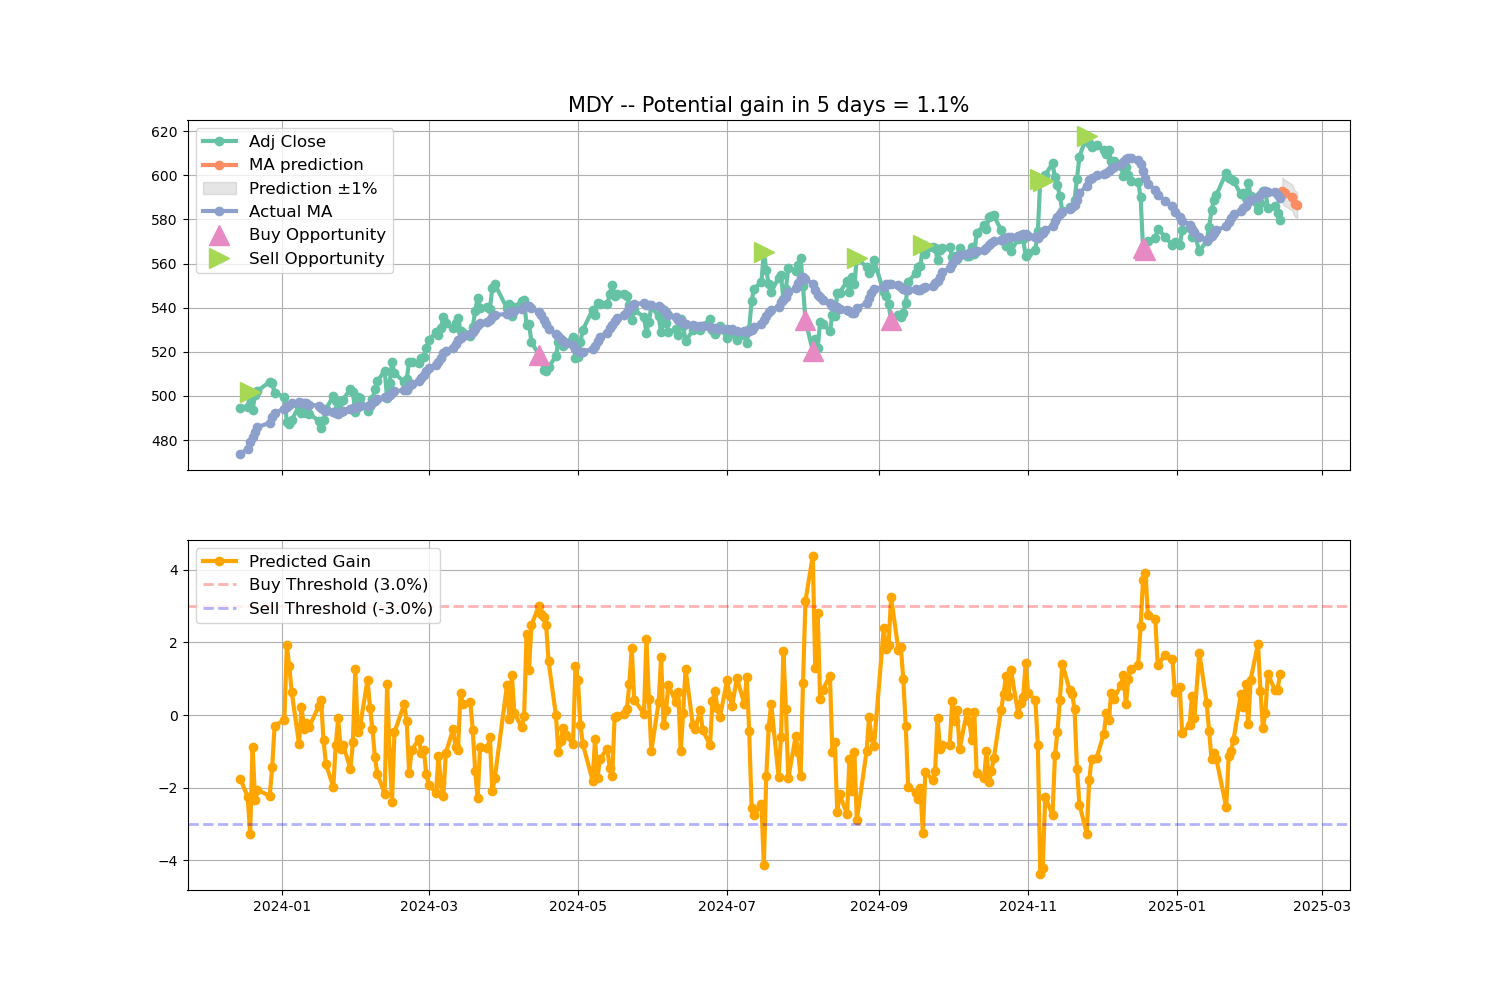 MDY -- Potential gain in 5 days = 1.1%
620
600
580
560
540
520
500
480
Adj Close
MA prediction
Prediction ±1%
Actual MA
Buy Opportunity
Sell Opportunity
4
2
0
−2
−4
Predicted Gain
Buy Threshold (3.0%)
Sell Threshold (-3.0%)
2024-01
2024-03
2024-05
2024-07
2024-09
2024-11
2025-01
2025-03